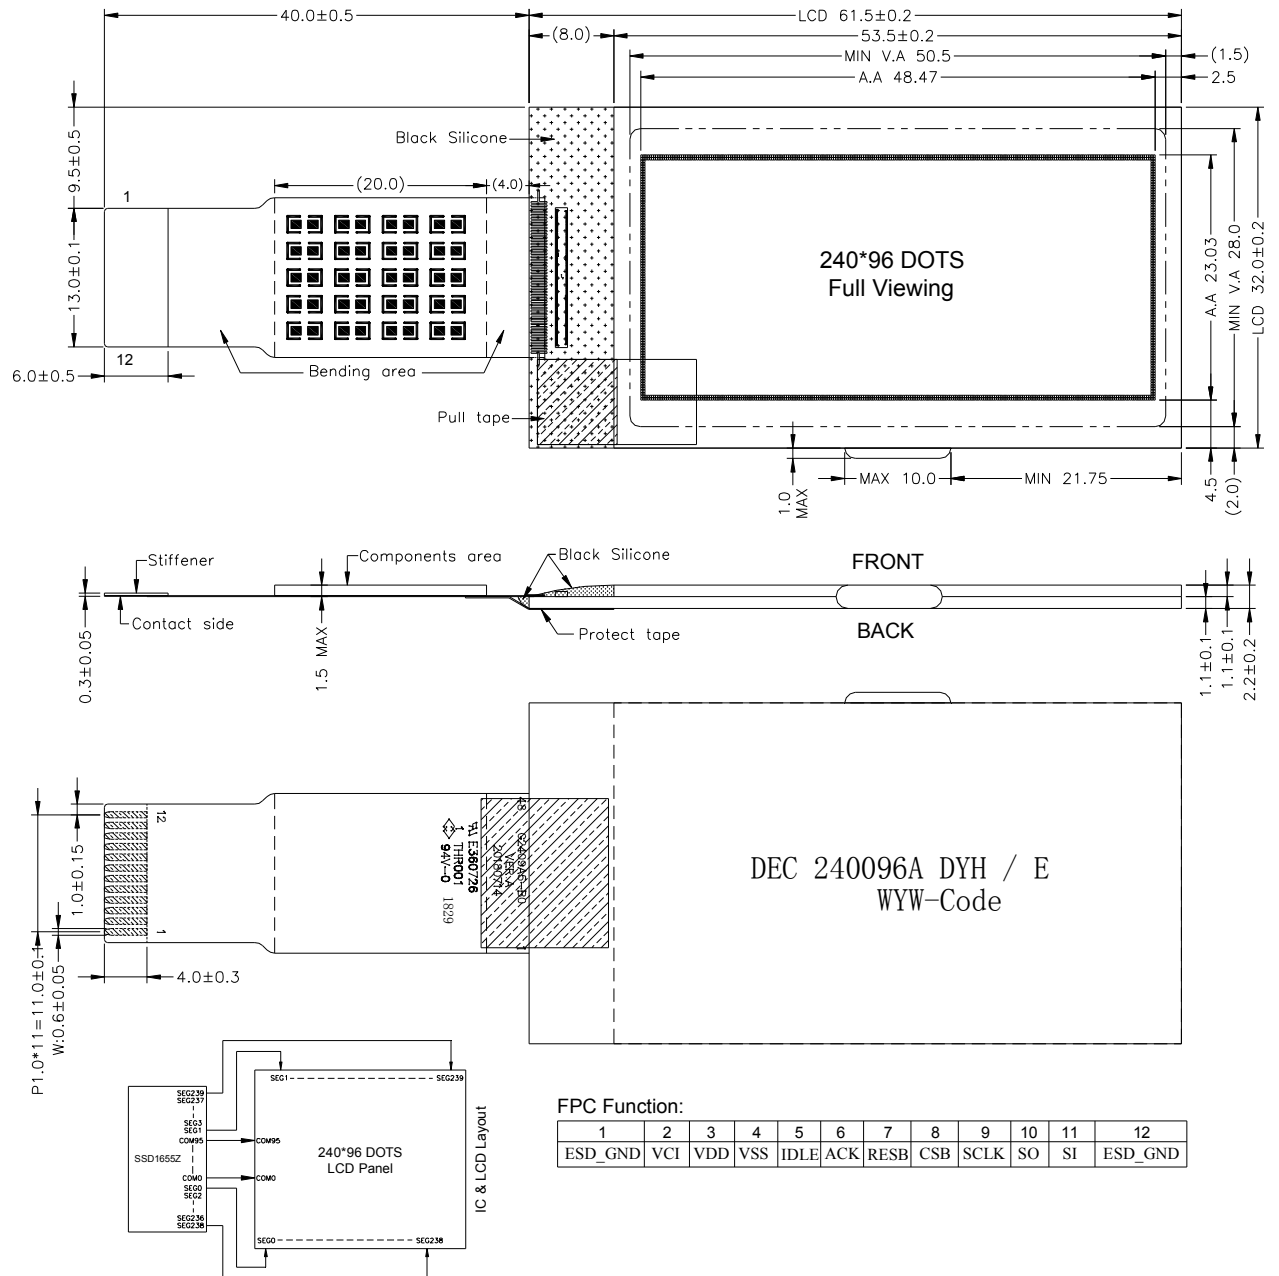 40.0±0.5
LCD 61.5±0.2
(8.0)
53.5±0.2
MIN V.A 50.5
(1.5)
A.A 48.47
2.5
9.5±0.5
Black Silicone
(20.0)
(4.0)
1
13.0±0.1
240*96 DOTS
Full Viewing
A.A 23.03
MIN V.A 28.0
LCD 32.0±0.2
12
6.0±0.5
Bending area
Pull tape
1.0
MAX
MAX 10.0
MIN 21.75
4.5
(2.0)
Stiffener
Components area
Black Silicone
FRONT
Contact side
Protect tape
BACK
0.3±0.05
1.5 MAX
1.1±0.1
1.1±0.1
2.2±0.2
12
1
1.0±0.15
P1.0*11=11.0±0.1
W:0.6±0.05
4.0±0.3
E360726
1 THR001
94V-0
1829
48
VER A
20180714
1
DEC 240096A DYH / E
WYW-Code
SEG239
SEG237
SEG3
SEG1
COM95
SSD1655Z
COM0
SEG0
SEG2
SEG236
SEG238
SEG1
SEG239
COM95
240*96 DOTS
LCD Panel
COM0
SEG0
SEG238
IC & LCD Layout
FPC Function:
1 2 3 4 5 6 7 8 9 10 11 12
ESD_GND VCI VDD VSS IDLE ACK RESB CSB SCLK SO SI ESD_GND